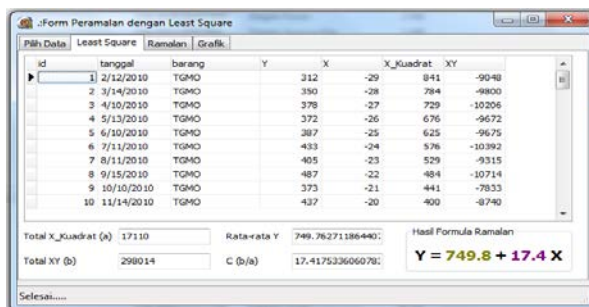 .:Form Peramalan dengan Least Square
Pilih Data Least Square Ramalan Grafik
id tanggal barang Y X X_Kuadrat XY
1 2/12/2010 TGMO 312 -29 841 -9048
2 3/14/2010 TGMO 350 -28 784 -9800
3 4/10/2010 TGMO 378 -27 729 -10206
4 5/13/2010 TGMO 372 -26 676 -9672
5 6/10/2010 TGMO 387 -25 625 -9675
6 7/11/2010 TGMO 433 -24 576 -10392
7 8/11/2010 TGMO 405 -23 529 -9315
8 9/15/2010 TGMO 487 -22 484 -10714
9 10/10/2010 TGMO 373 -21 441 -7833
10 11/14/2010 TGMO 437 -20 400 -8740
Total X_Kuadrat (a) 17110 Rata-rata Y 749.76271186440 Hasil Formula Ramalan
Total XY (b) 298014 C (b/a) 17.417533606078 Y = 749.8 + 17.4 X
Selesai.....